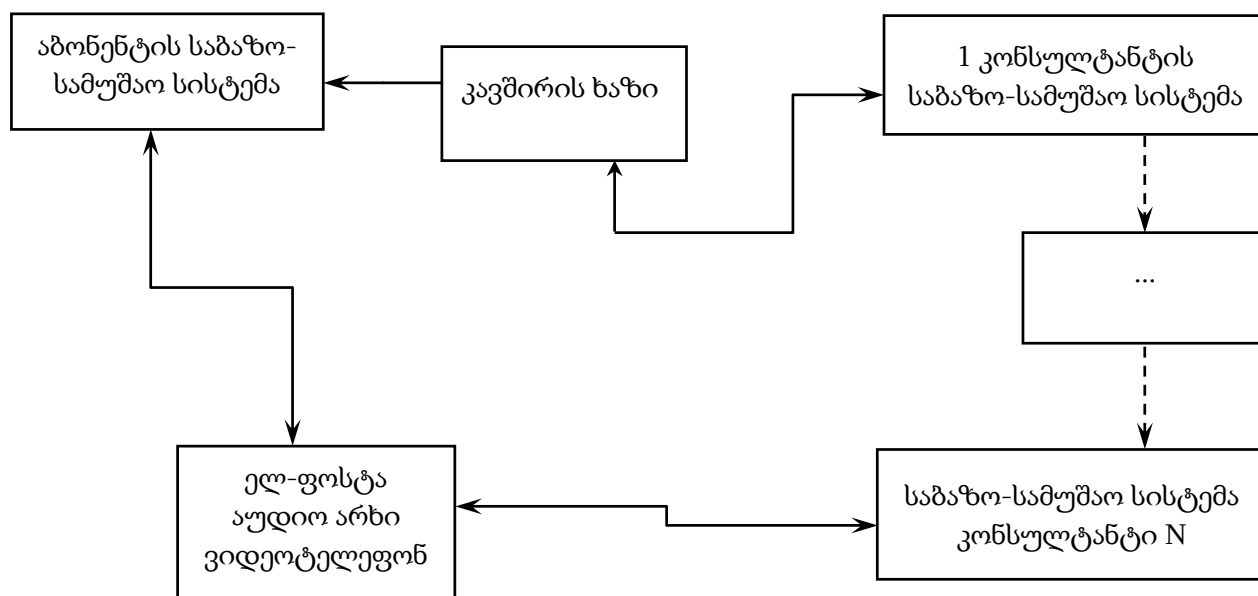 აბონენტის საბაზო-
სამუშაო სისტემა
კავშირის ხაზი
1 კონსულტანტის
საბაზო-სამუშაო სისტემა
...
ელ-ფოსტა
აუდიო არხი
ვიდეოტელეფონ
საბაზო-სამუშაო სისტემა
კონსულტანტი N